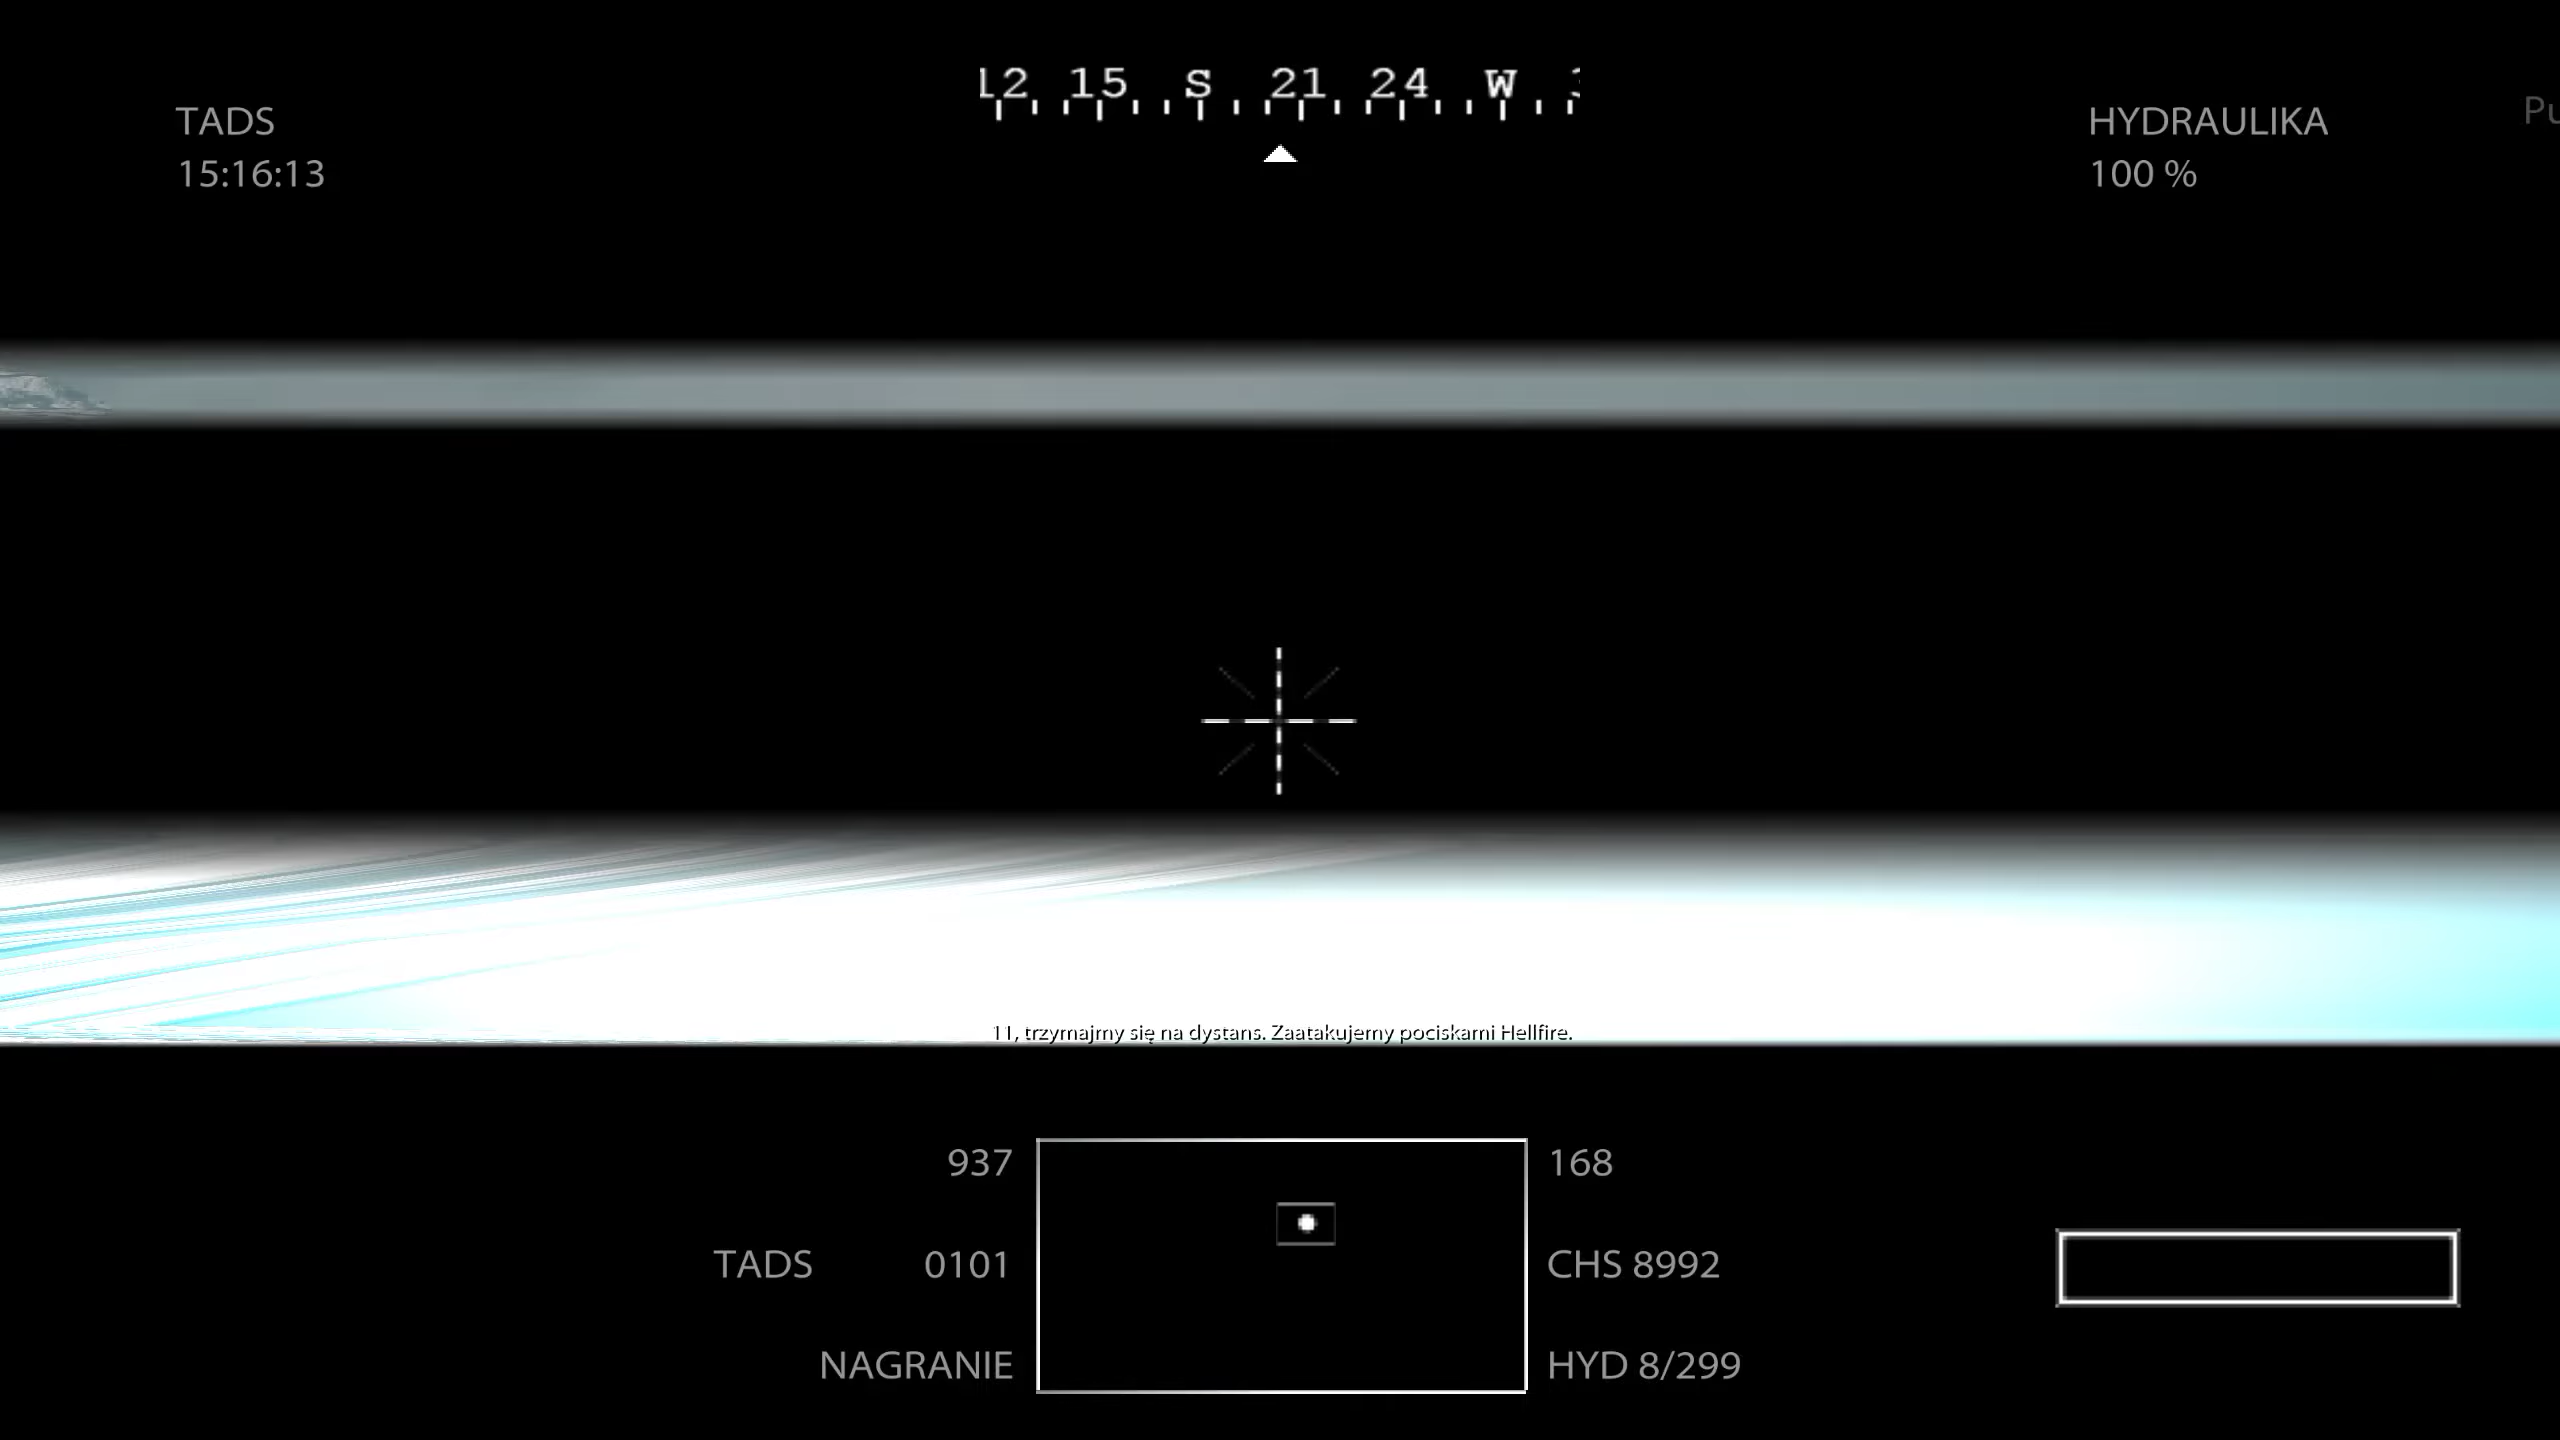 12 15 S 21 24 W
TADS
15:16:13
HYDRAULIKA
100 %
Pu
11, trzymajmy się na dystans. Zaatakujemy pociskami Hellfire.
937
168
TADS 0101
CHS 8992
NAGRANIE
HYD 8/299